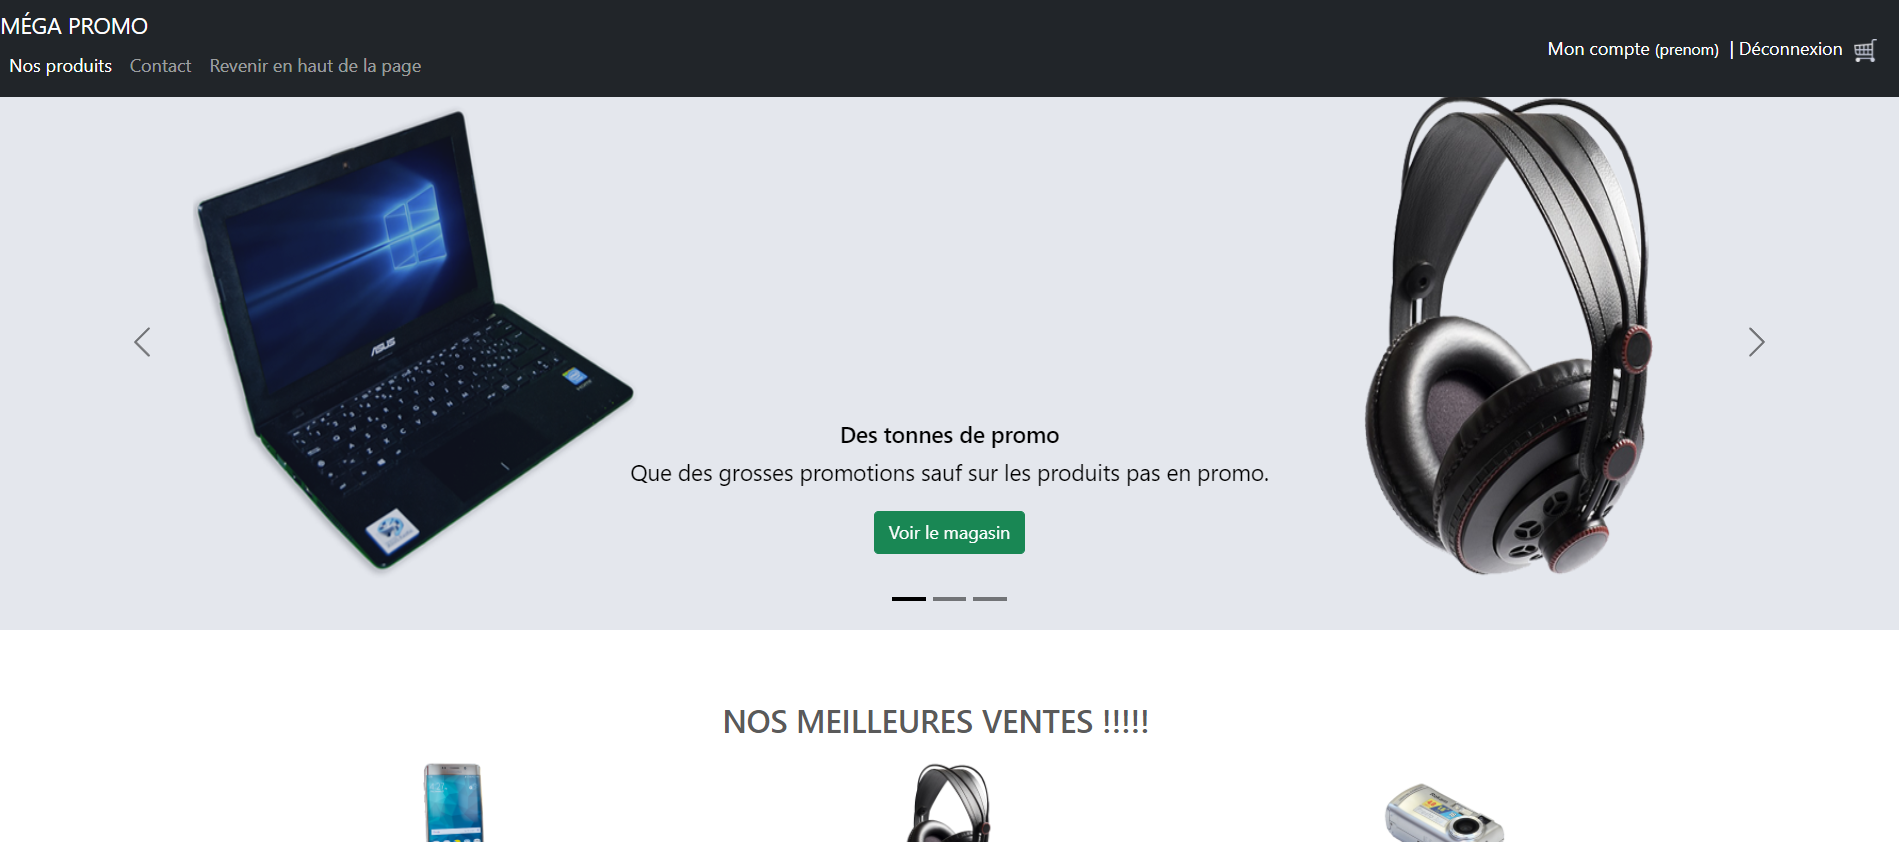 MÉGA PROMO
Nos produits Contact Revenir en haut de la page
Mon compte (prenom) | Déconnexion
ASUS
Des tonnes de promo
Que des grosses promotions sauf sur les produits pas en promo.
Voir le magasin
NOS MEILLEURES VENTES !!!!!